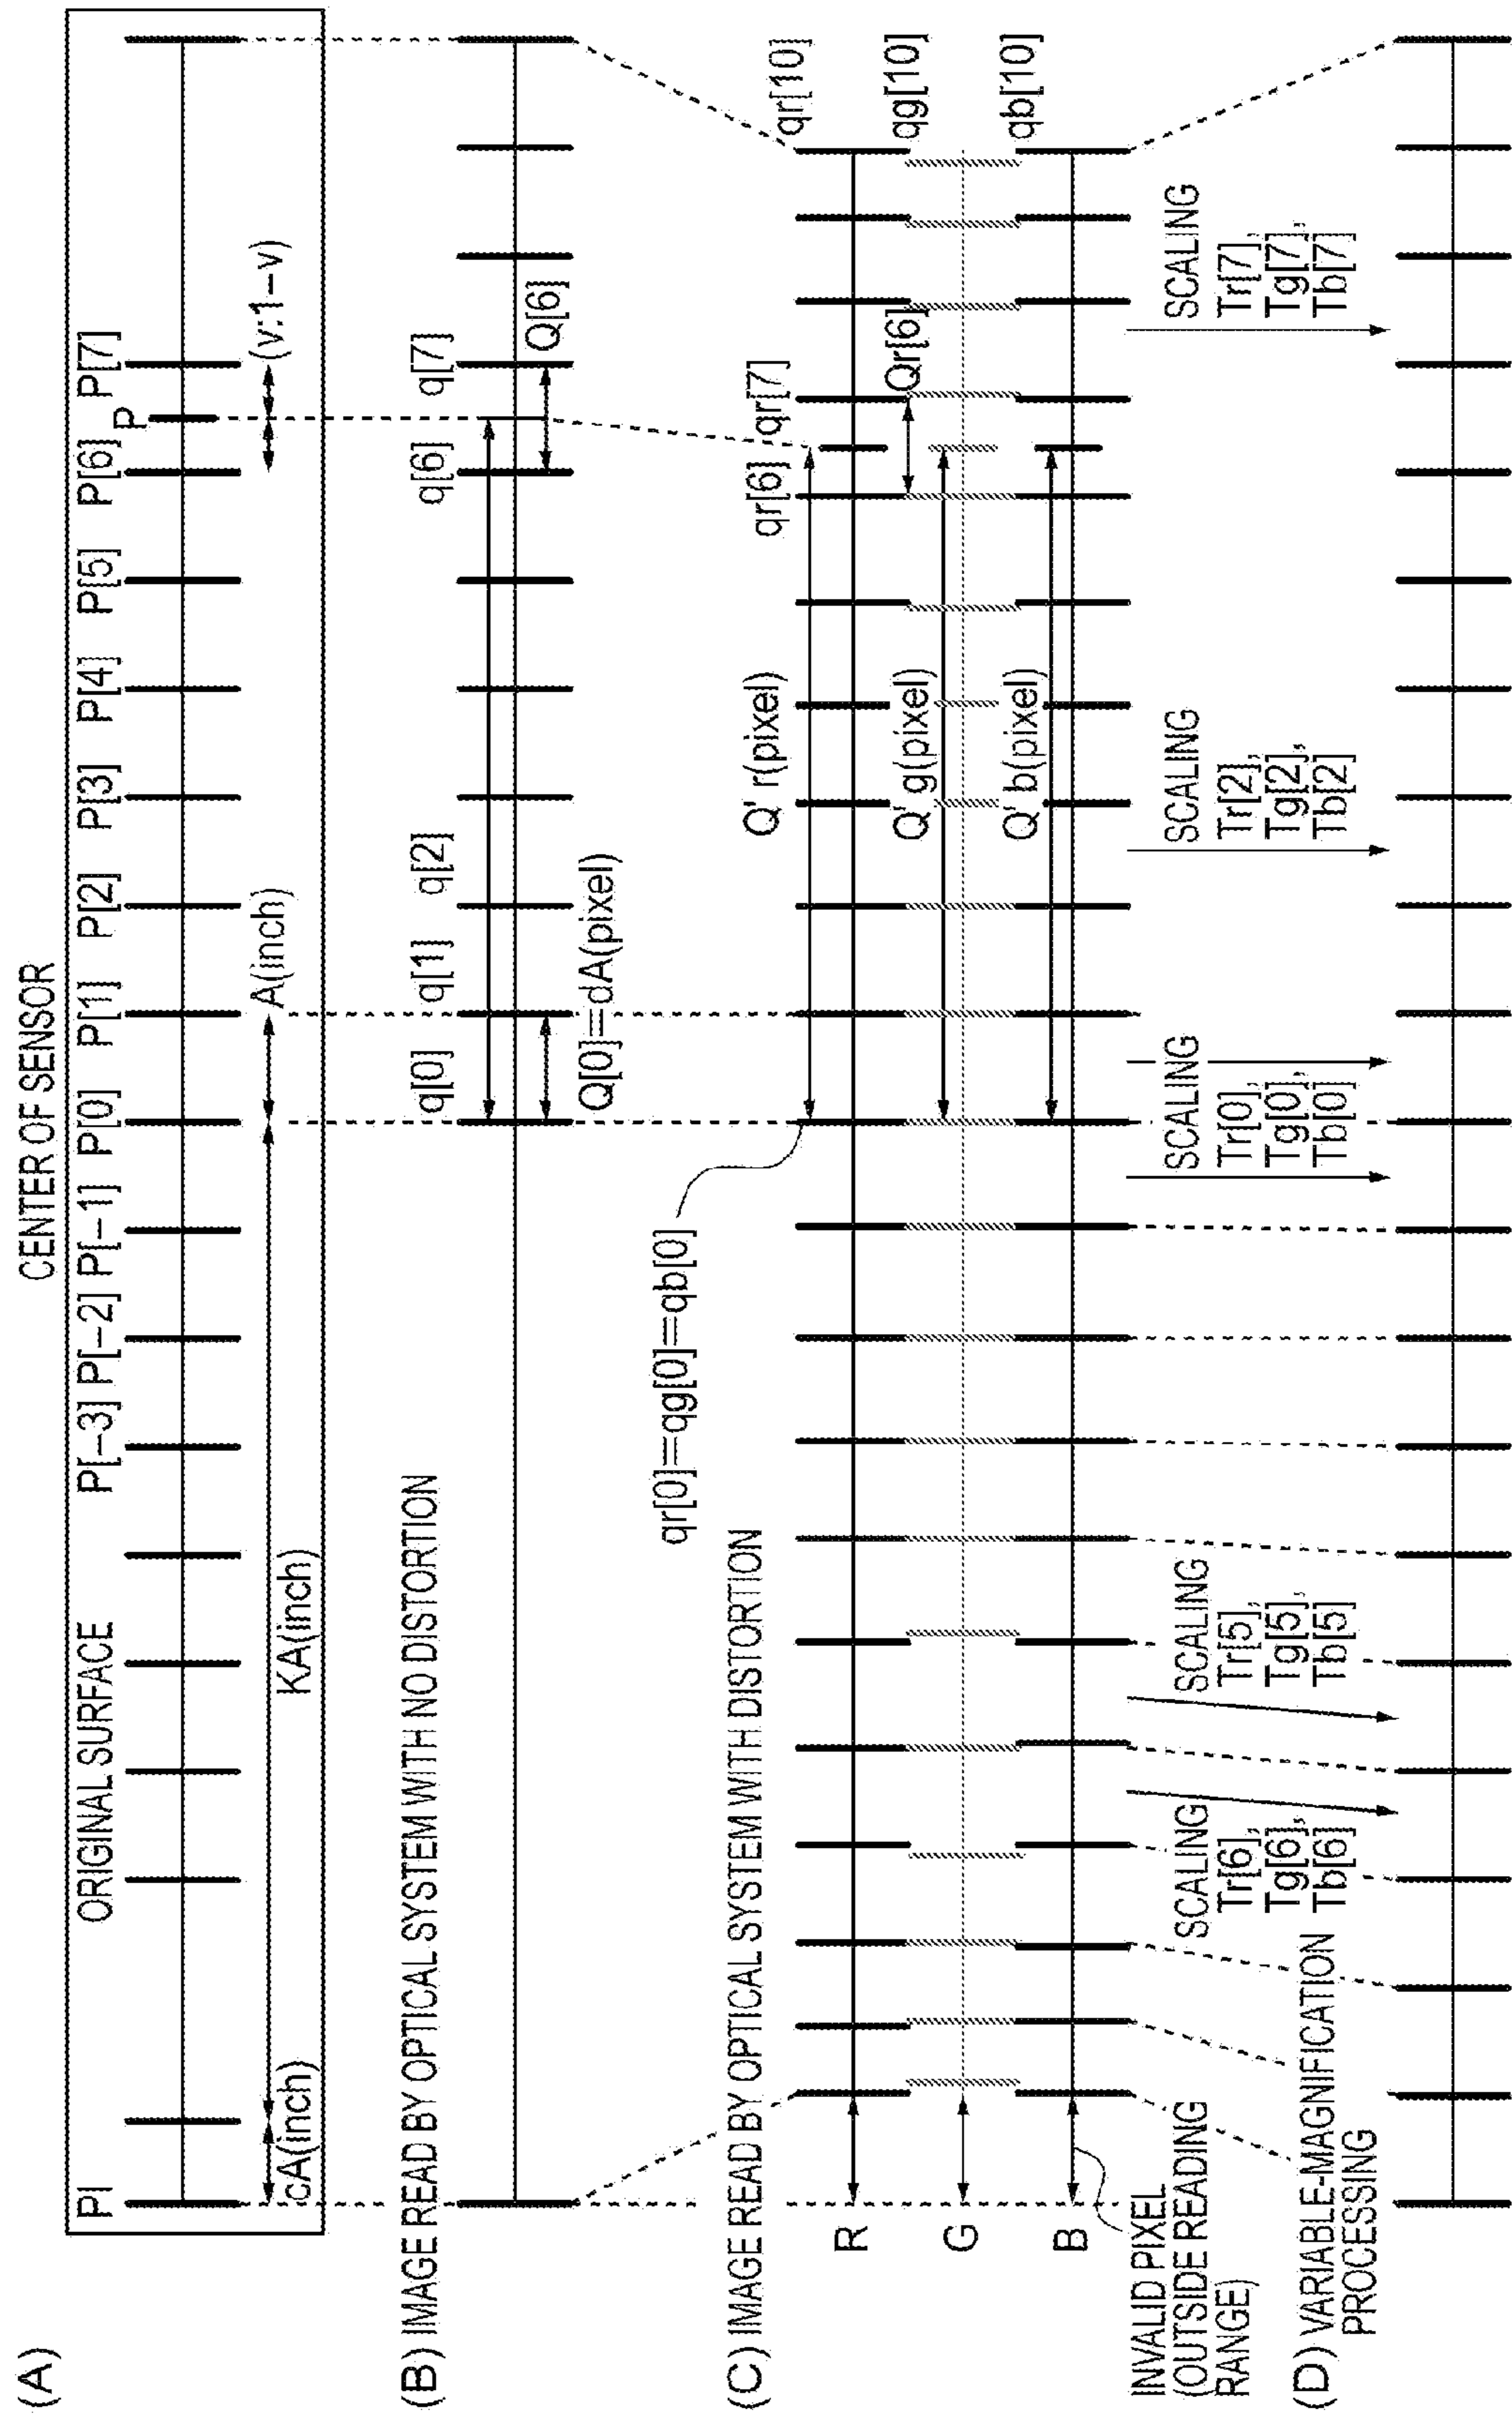 (A)
CENTER OF SENSOR
ORIGINAL SURFACE
Pl
P[−3]
P[−2]
P[−1]
P[0]
P[1]
P[2]
P[3]
P[4]
P[5]
P[6]
P
P[7]
cA(inch)
KA(inch)
A(inch)
(v:1−v)
(B) IMAGE READ BY OPTICAL SYSTEM WITH NO DISTORTION
q[0]
q[1]
q[2]
q[6]
q[7]
Q[0]=dA(pixel)
Q[6]
(C) IMAGE READ BY OPTICAL SYSTEM WITH DISTORTION
qr[0]=qg[0]=qb[0]
qr[6]
qr[7]
qr[10]
Qr[6]
qg[10]
qb[10]
Q' r(pixel)
Q' g(pixel)
Q' b(pixel)
R
G
B
INVALID PIXEL
(OUTSIDE READING
RANGE)
SCALING
Tr[6],
Tg[6],
Tb[6]
SCALING
Tr[5],
Tg[5],
Tb[5]
SCALING
Tr[0],
Tg[0],
Tb[0]
SCALING
Tr[2],
Tg[2],
Tb[2]
SCALING
Tr[7],
Tg[7],
Tb[7]
(D) VARIABLE-MAGNIFICATION
PROCESSING